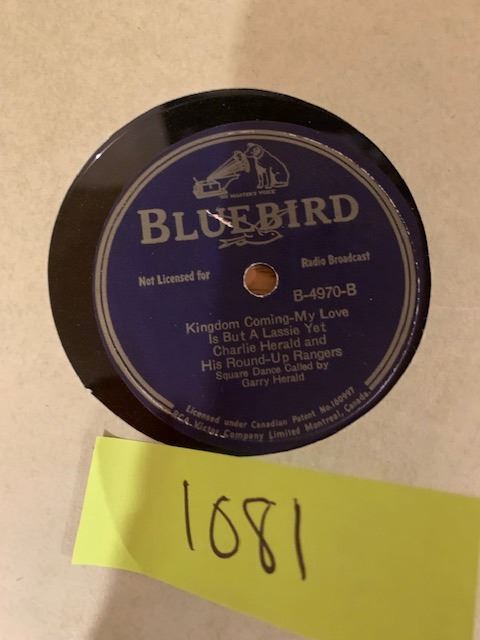 HIS MASTER'S VOICE
BLUEBIRD
Not Licensed for Radio Broadcast
B-4970-B
Kingdom Coming-My Love
Is But A Lassie Yet
Charlie Herald and
His Round-Up Rangers
Square Dance Called by
Garry Herald
Licensed under Canadian Patent No.160997
RCA Victor Company Limited Montreal, Canada.
1081